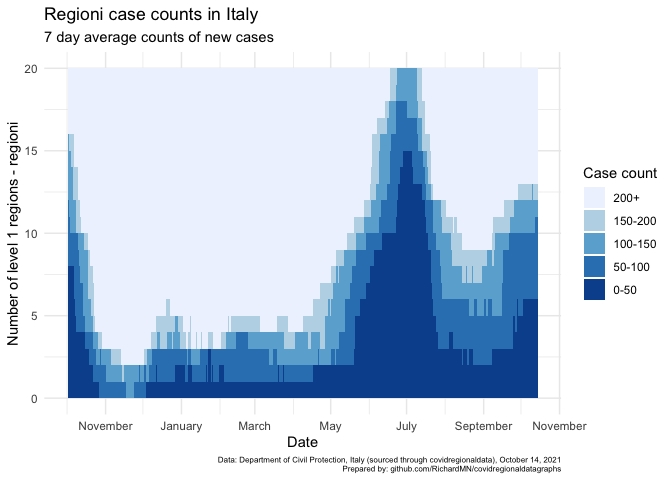 Regioni case counts in Italy
7 day average counts of new cases
Number of level 1 regions - regioni
20
15
10
5
0
November
January
March
May
July
September
November
Date
Case count
200+
150-200
100-150
50-100
0-50
Data: Department of Civil Protection, Italy (sourced through covidregionaldata), October 14, 2021
Prepared by: github.com/RichardMN/covidregionaldatagraphs